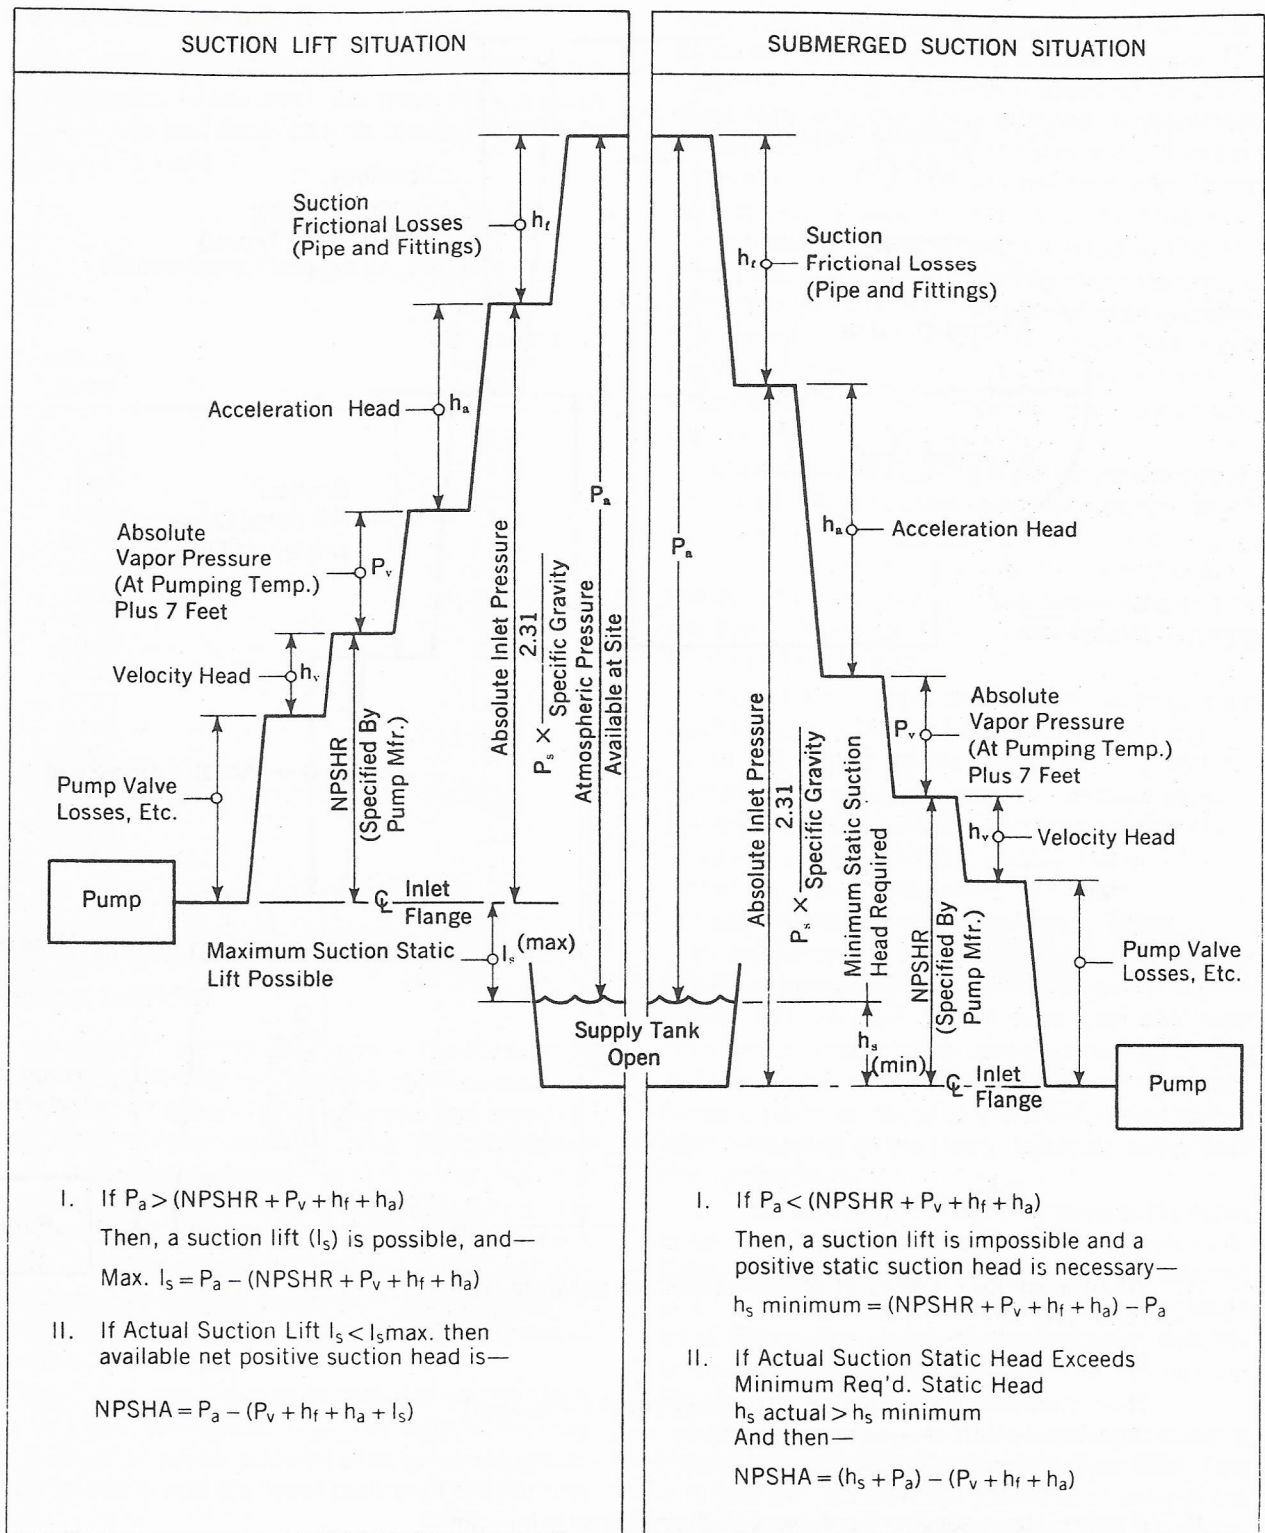 SUCTION LIFT SITUATION
Suction
Frictional Losses
(Pipe and Fittings)
hf
Acceleration Head
ha
Absolute
Vapor Pressure
(At Pumping Temp.)
Plus 7 Feet
Pv
Velocity Head
hv
Pump Valve
Losses, Etc.
NPSHR
(Specified By
Pump Mfr.)
Absolute Inlet Pressure
Ps × 2.31
Specific Gravity
Pa
Atmospheric Pressure
Available at Site
Pump
℄ Inlet
Flange
Maximum Suction Static
Lift Possible
ls (max)
Supply Tank
Open
I. If Pa > (NPSHR + Pv + hf + ha)
Then, a suction lift (ls) is possible, and—
Max. ls = Pa – (NPSHR + Pv + hf + ha)
II. If Actual Suction Lift ls < ls max. then
available net positive suction head is—
NPSHA = Pa – (Pv + hf + ha + ls)
SUBMERGED SUCTION SITUATION
hf
Suction
Frictional Losses
(Pipe and Fittings)
Pa
ha
Acceleration Head
Pv
Absolute
Vapor Pressure
(At Pumping Temp.)
Plus 7 Feet
hv
Velocity Head
Pump Valve
Losses, Etc.
Absolute Inlet Pressure
Ps × 2.31
Specific Gravity
Minimum Static Suction
Head Required
hs
(min)
NPSHR
(Specified By
Pump Mfr.)
℄ Inlet
Flange
Pump
I. If Pa < (NPSHR + Pv + hf + ha)
Then, a suction lift is impossible and a
positive static suction head is necessary—
hs minimum = (NPSHR + Pv + hf + ha) – Pa
II. If Actual Suction Static Head Exceeds
Minimum Req'd. Static Head
hs actual > hs minimum
And then—
NPSHA = (hs + Pa) – (Pv + hf + ha)